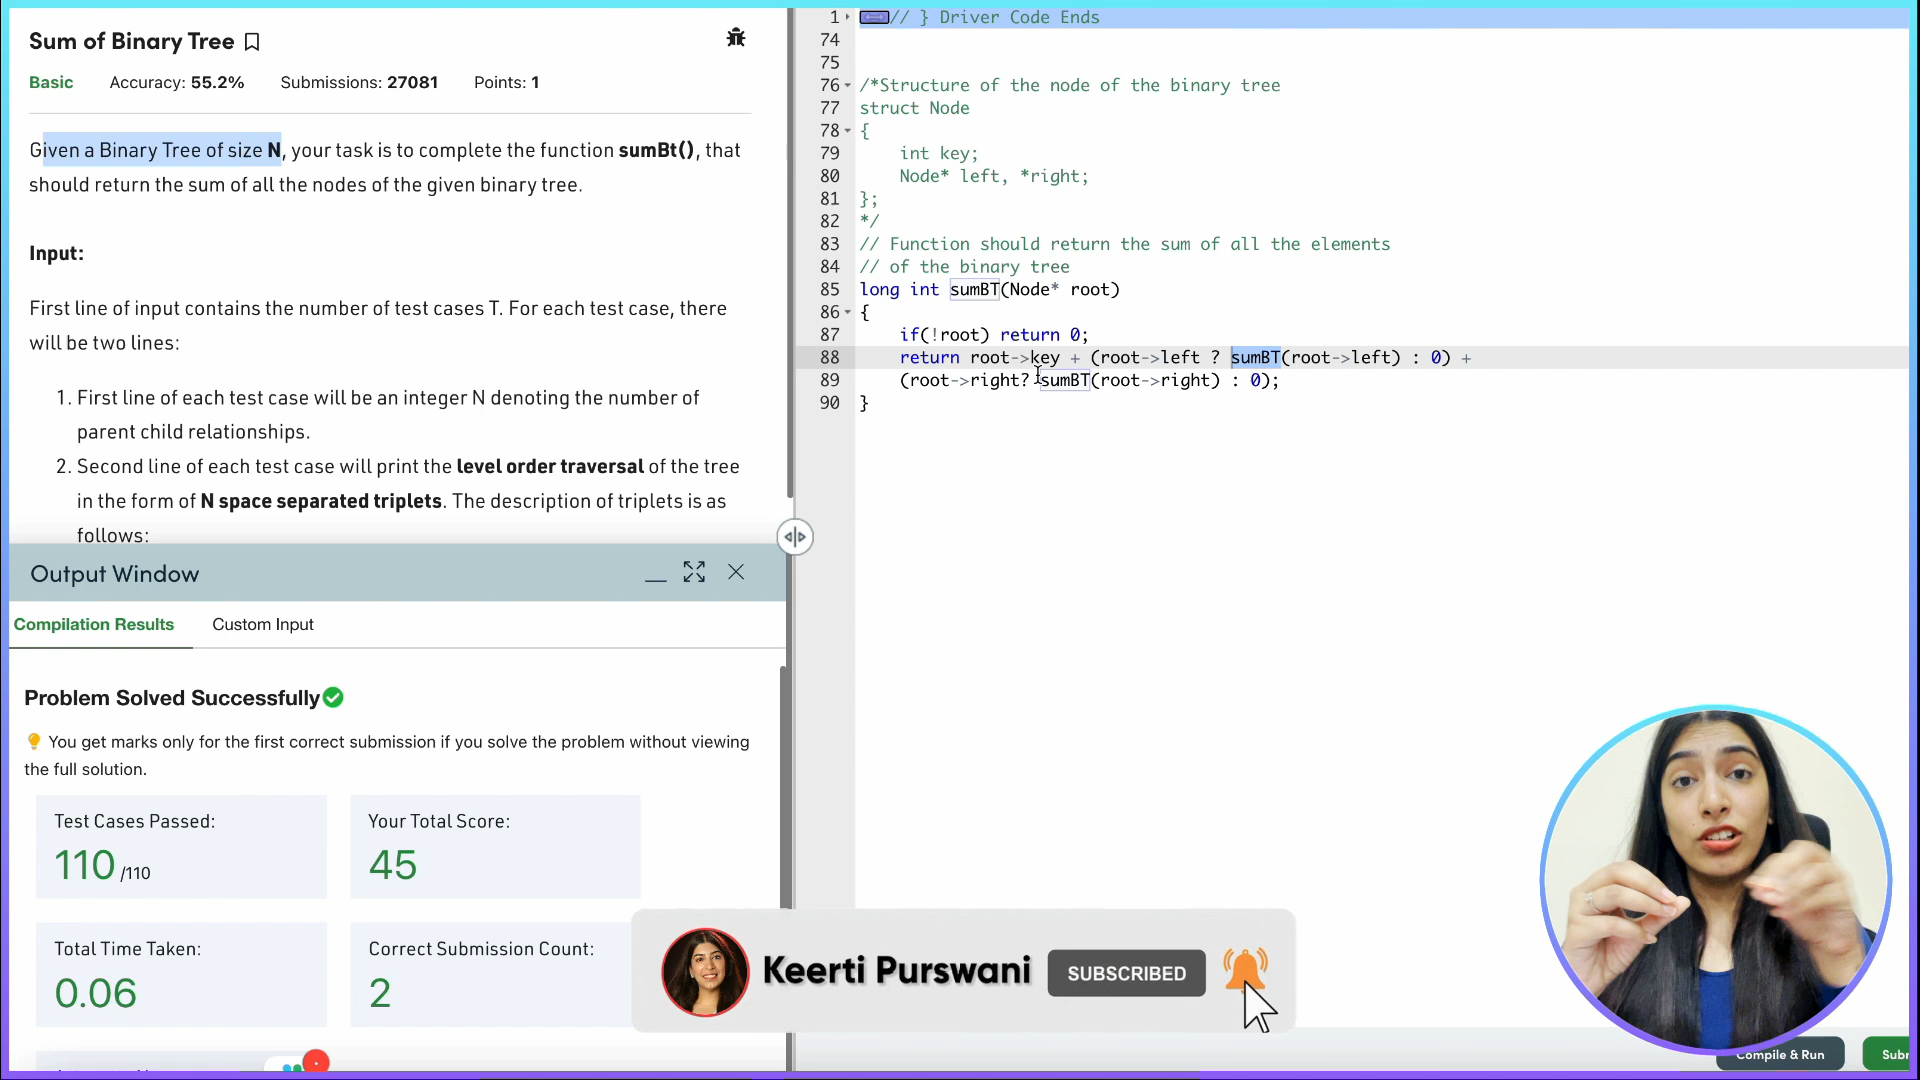 Sum of Binary Tree
Basic Accuracy: 55.2% Submissions: 27081 Points: 1
Given a Binary Tree of size N, your task is to complete the function sumBt(), that
should return the sum of all the nodes of the given binary tree.
Input:
First line of input contains the number of test cases T. For each test case, there
will be two lines:
1. First line of each test case will be an integer N denoting the number of
parent child relationships.
2. Second line of each test case will print the level order traversal of the tree
in the form of N space separated triplets. The description of triplets is as
follows:
Output Window
Compilation Results Custom Input
Problem Solved Successfully
You get marks only for the first correct submission if you solve the problem without viewing
the full solution.
Test Cases Passed:
110 /110
Your Total Score:
45
Total Time Taken:
0.06
Correct Submission Count:
2
1 // } Driver Code Ends
74
75
76 /*Structure of the node of the binary tree
77 struct Node
78 {
79 int key;
80 Node* left, *right;
81 };
82 */
83 // Function should return the sum of all the elements
84 // of the binary tree
85 long int sumBT(Node* root)
86 {
87 if(!root) return 0;
88 return root->key + (root->left ? sumBT(root->left) : 0) +
89 (root->right? sumBT(root->right) : 0);
90 }
Keerti Purswani SUBSCRIBED
Compile & Run